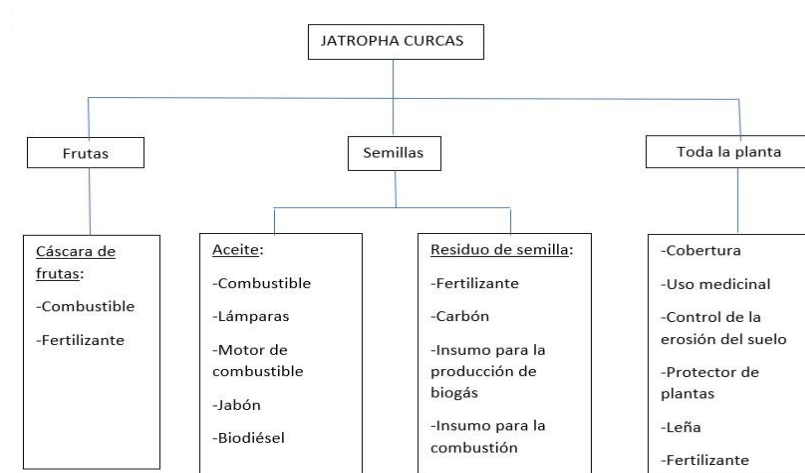 JATROPHA CURCAS
Frutas
Semillas
Toda la planta
Cáscara de
frutas:
-Combustible
-Fertilizante
Aceite:
-Combustible
-Lámparas
-Motor de
combustible
-Jabón
-Biodiésel
Residuo de semilla:
-Fertilizante
-Carbón
-Insumo para la
producción de
biogás
-Insumo para la
combustión
-Cobertura
-Uso medicinal
-Control de la
erosión del suelo
-Protector de
plantas
-Leña
-Fertilizante